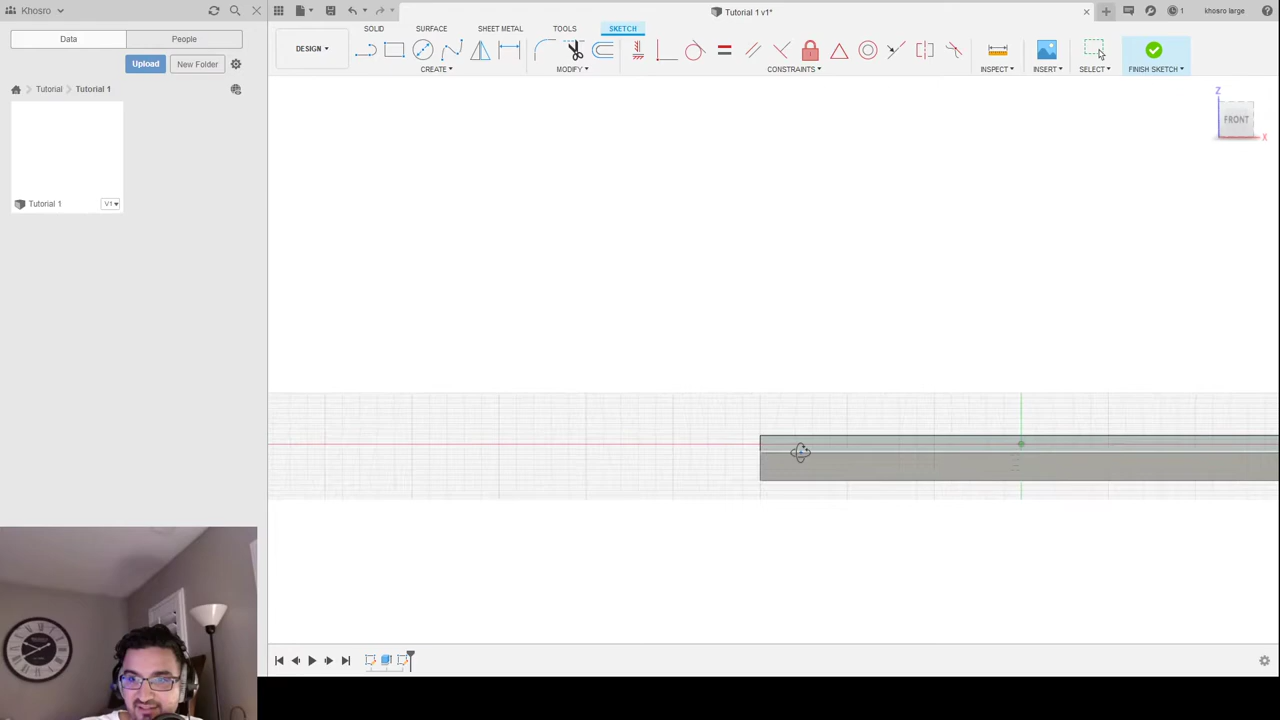 Khosro
Tutorial 1 v1*
1
khosro large
Data
People
SOLID
SURFACE
SHEET METAL
TOOLS
SKETCH
DESIGN
Upload
New Folder
CREATE
MODIFY
CONSTRAINTS
INSPECT
INSERT
SELECT
FINISH SKETCH
Tutorial
Tutorial 1
Z
FRONT
X
Tutorial 1
V1